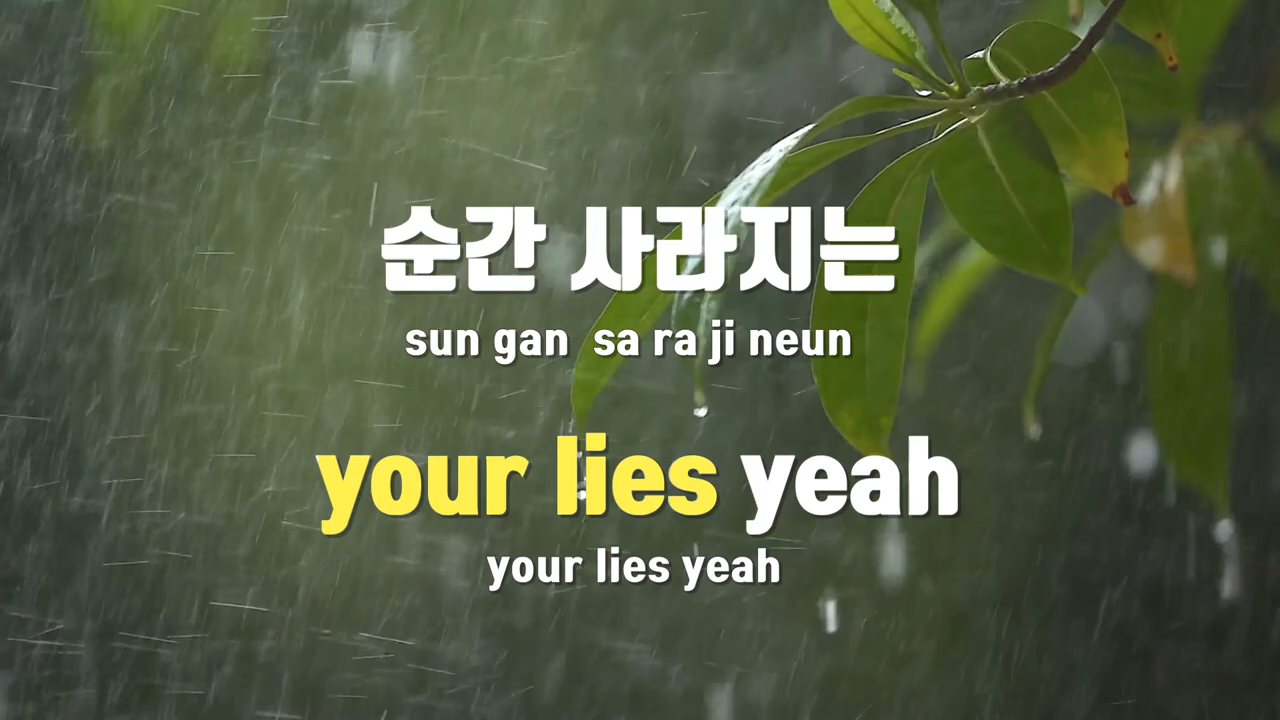 순간 사라지는
sun gan sa ra ji neun
your lies yeah
your lies yeah